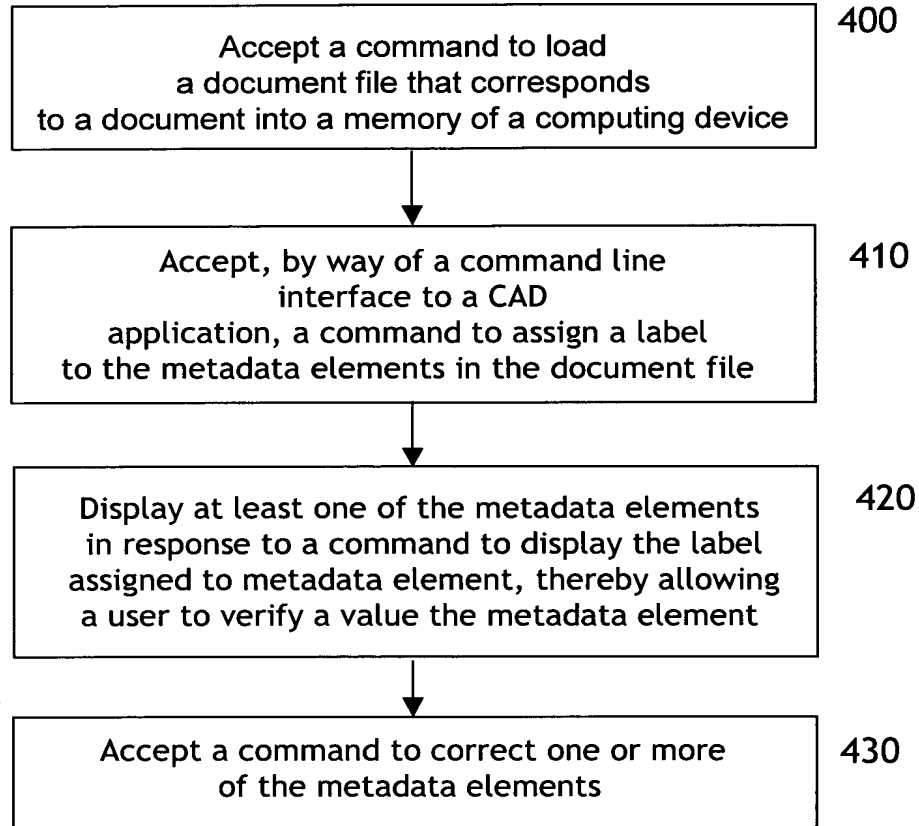 400
Accept a command to load
a document file that corresponds
to a document into a memory of a computing device
410
Accept, by way of a command line
interface to a CAD
application, a command to assign a label
to the metadata elements in the document file
420
Display at least one of the metadata elements
in response to a command to display the label
assigned to metadata element, thereby allowing
a user to verify a value the metadata element
430
Accept a command to correct one or more
of the metadata elements